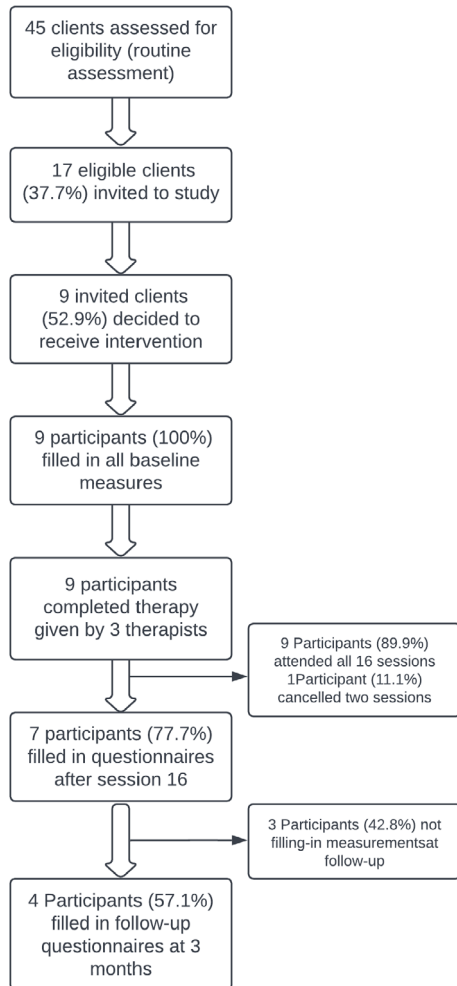 45 clients assessed for
eligibility (routine
assessment)
17 eligible clients
(37.7%) invited to study
9 invited clients
(52.9%) decided to
receive intervention
9 participants (100%)
filled in all baseline
measures
9 participants
completed therapy
given by 3 therapists
9 Participants (89.9%)
attended all 16 sessions
1Participant (11.1%)
cancelled two sessions
7 participants (77.7%)
filled in questionnaires
after session 16
3 Participants (42.8%) not
filling-in measurementsat
follow-up
4 Participants (57.1%)
filled in follow-up
questionnaires at 3
months